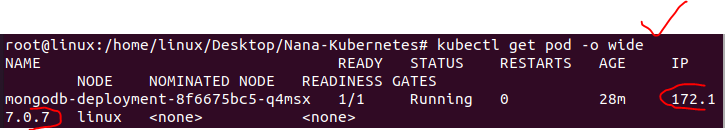 root@linux:/home/linux/Desktop/Nana-Kubernetes# kubectl get pod -o wide
NAME READY STATUS RESTARTS AGE IP
NODE NOMINATED NODE READINESS GATES
mongodb-deployment-8f6675bc5-q4msx 1/1 Running 0 28m 172.1
7.0.7 linux <none> <none>